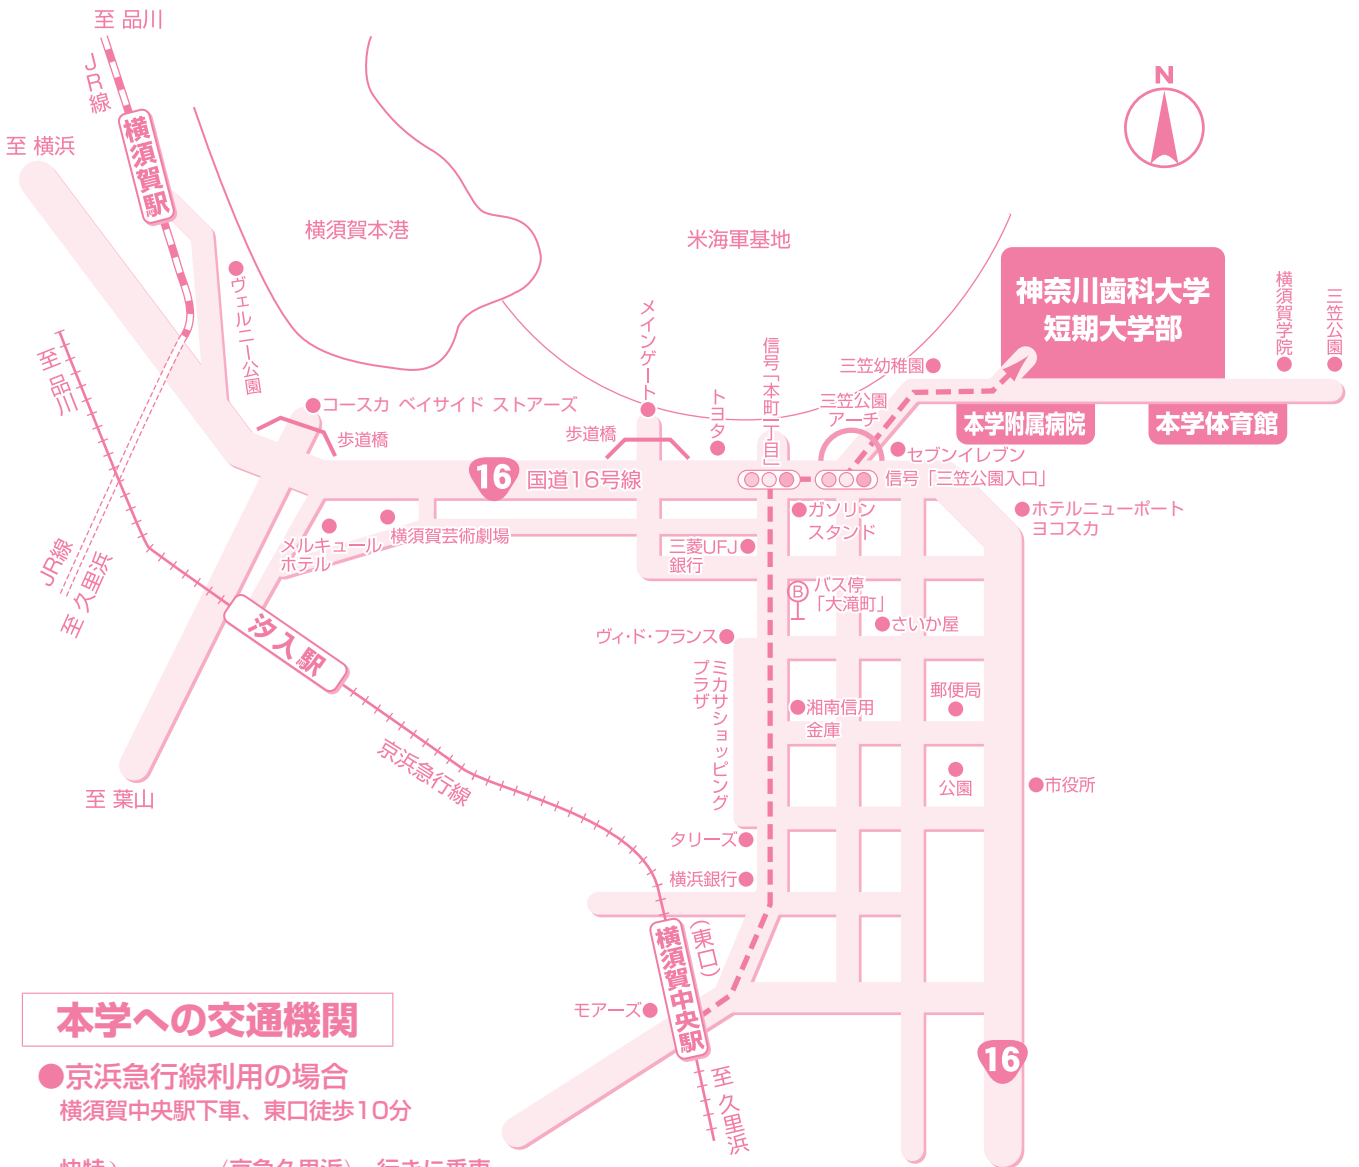 至 品川
JR線
至 横浜
横須賀駅
N
横須賀本港
米海軍基地
神奈川歯科大学
短期大学部
横須賀学院
三笠公園
ヴェルニー公園
メインゲート
信号「本町一丁目」
三笠幼稚園
至 品川
コースカ ベイサイド ストアーズ
歩道橋
歩道橋
トヨタ
三笠公園
アーチ
本学附属病院
本学体育館
セブンイレブン
16
国道16号線
信号「三笠公園入口」
ガソリン
スタンド
ホテルニューポート
ヨコスカ
メルキュール
ホテル
横須賀芸術劇場
三菱UFJ
銀行
JR線
至 久里浜
B
バス停
「大滝町」
さいか屋
汐入駅
ヴィ・ド・フランス
ミカサショッピング
プラザ
郵便局
湘南信用
金庫
京浜急行線
公園
市役所
至 葉山
タリーズ
横浜銀行
横須賀中央駅
(東口)
モアーズ
16
至 久里浜
本学への交通機関
●京浜急行線利用の場合
横須賀中央駅下車、東口徒歩10分